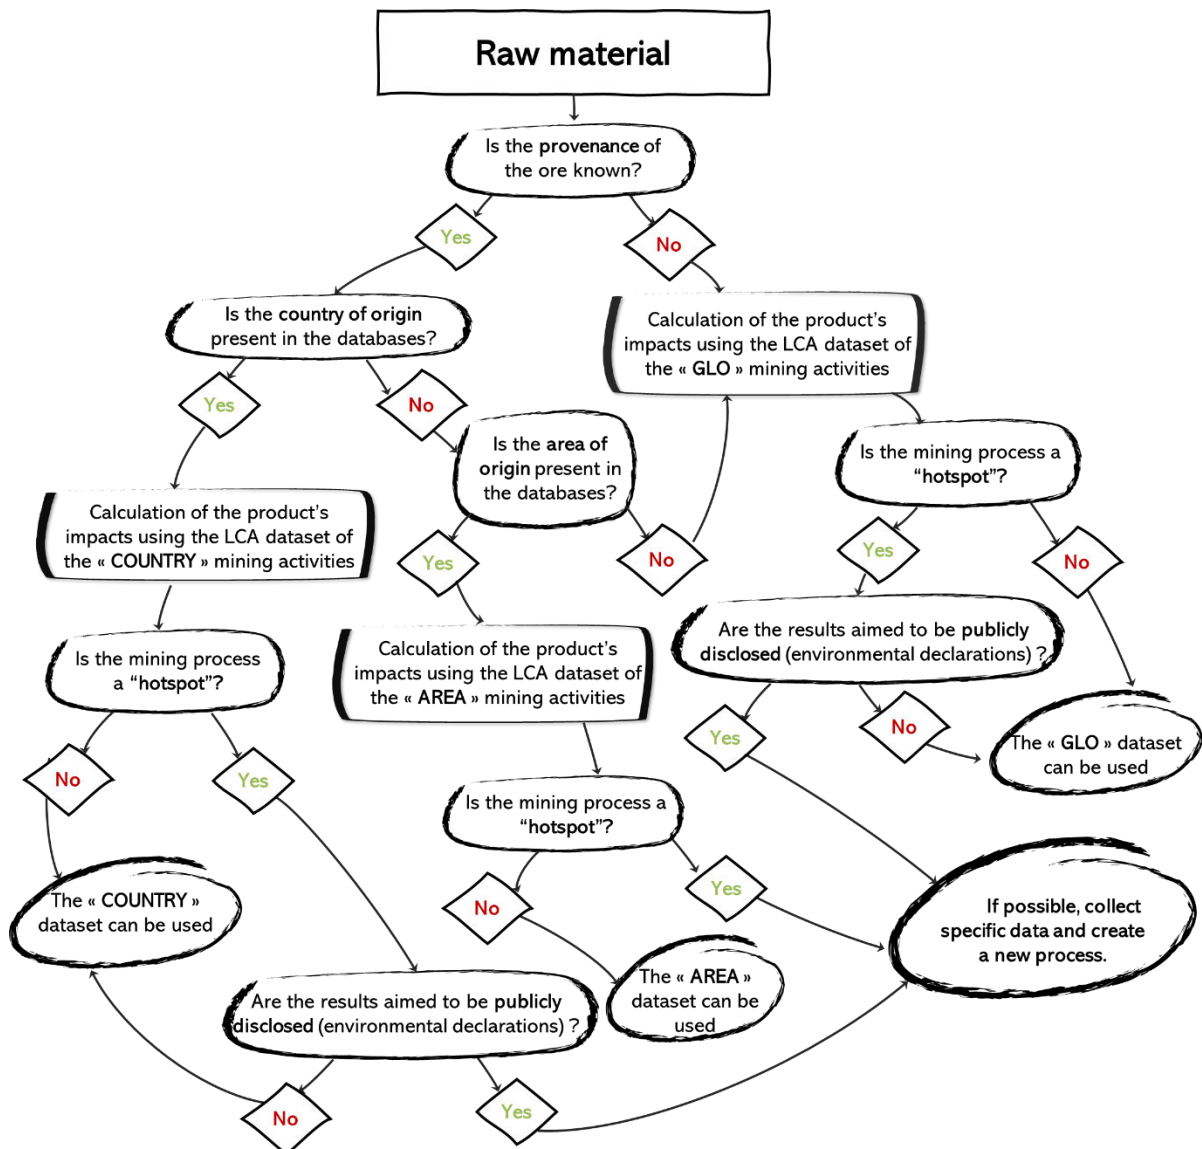 Raw material
Is the provenance of
the ore known?
Yes
No
Is the country of origin
present in the databases?
Calculation of the product's
impacts using the LCA dataset of
the « GLO » mining activities
Yes
No
Is the area of
origin present in
the databases?
Is the mining process a
“hotspot”?
Calculation of the product's
impacts using the LCA dataset of
the « COUNTRY » mining activities
Yes
No
Yes
No
Is the mining process
a “hotspot”?
Calculation of the product's
impacts using the LCA dataset of
the « AREA » mining activities
Are the results aimed to be publicly
disclosed (environmental declarations) ?
No
Yes
Yes
No
The « GLO » dataset
can be used
Is the mining process a
“hotspot”?
The « COUNTRY »
dataset can be used
No
Yes
If possible, collect
specific data and create
a new process.
Are the results aimed to be publicly
disclosed (environmental declarations) ?
The « AREA »
dataset can be
used
No
Yes